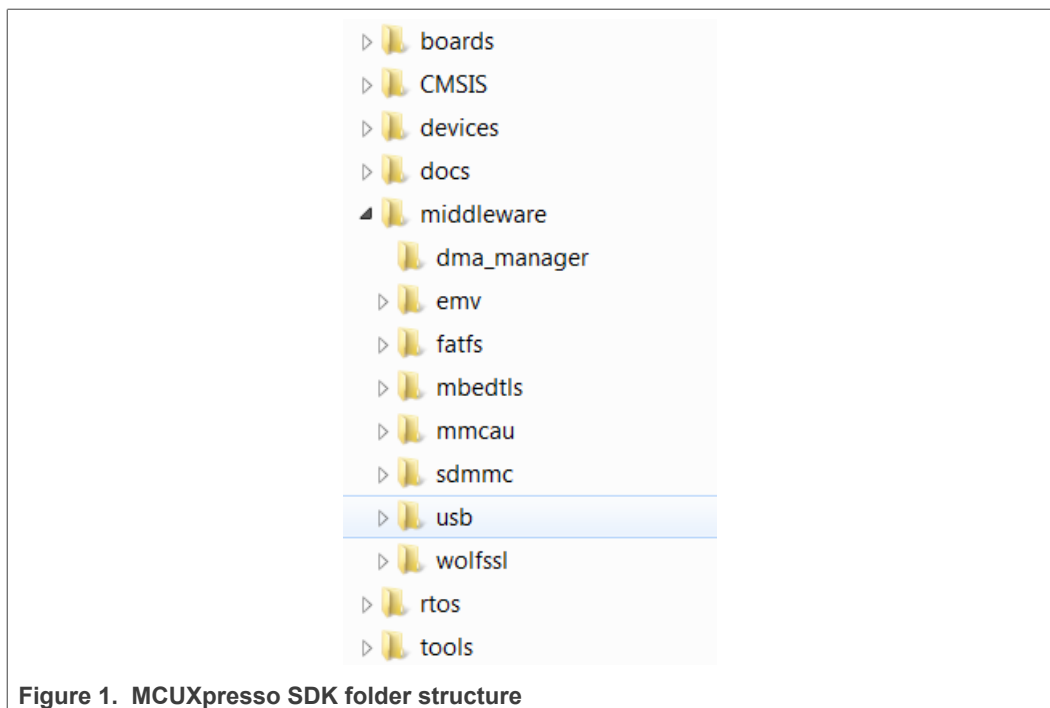 boards
CMSIS
devices
docs
middleware
dma_manager
emv
fatfs
mbedtls
mmcau
sdmmc
usb
wolfssl
rtos
tools
Figure 1. MCUXpresso SDK folder structure